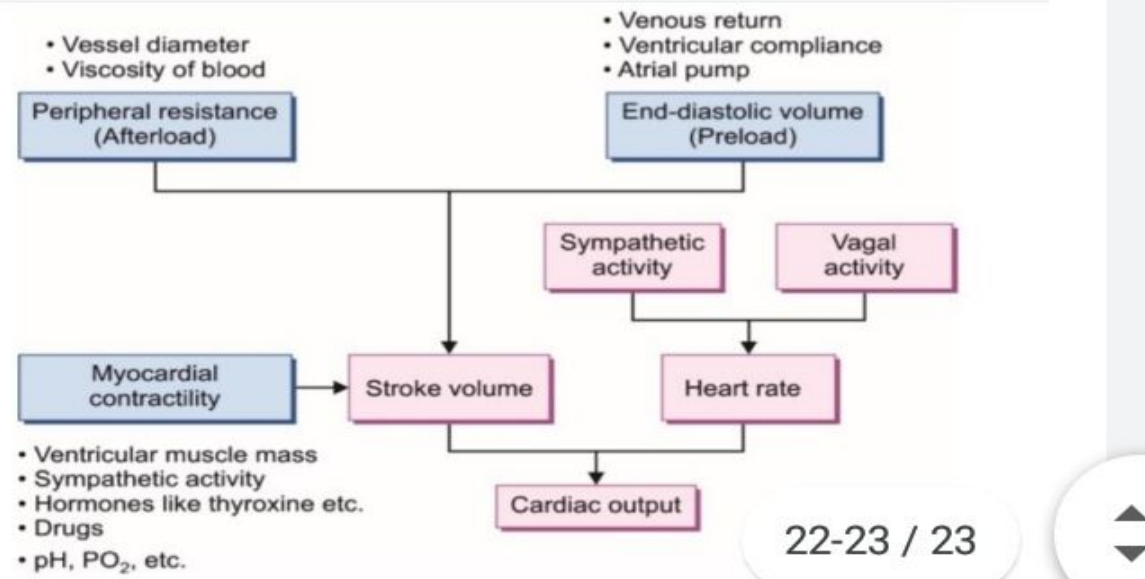 • Vessel diameter
• Viscosity of blood
Peripheral resistance
(Afterload)
• Venous return
• Ventricular compliance
• Atrial pump
End-diastolic volume
(Preload)
Sympathetic
activity
Vagal
activity
Myocardial
contractility
Stroke volume
Heart rate
• Ventricular muscle mass
• Sympathetic activity
• Hormones like thyroxine etc.
• Drugs
• pH, PO₂, etc.
Cardiac output
22-23 / 23